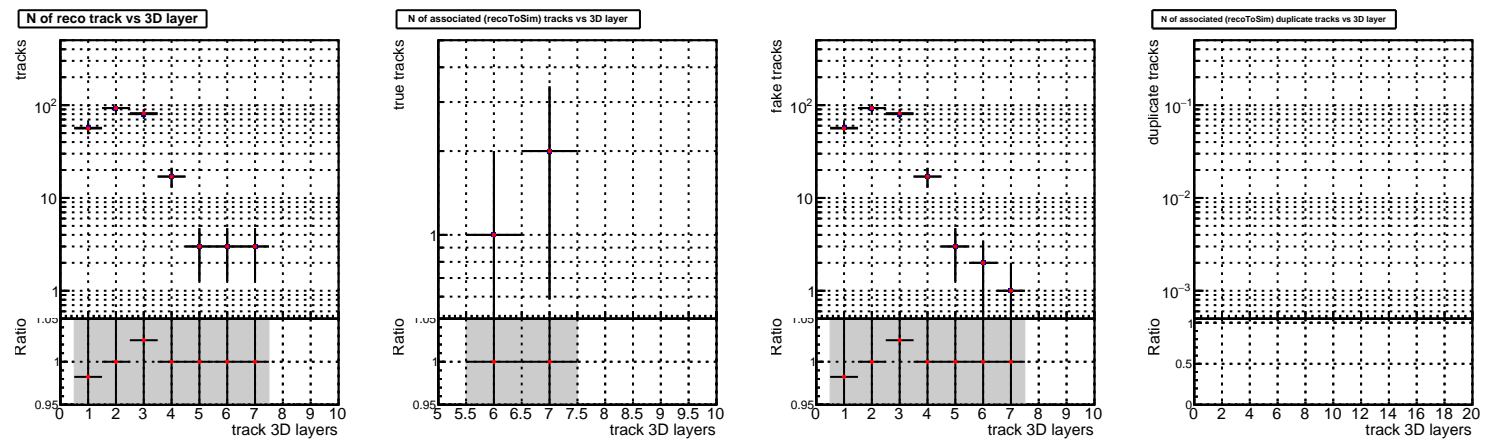 N of reco track vs 3D layer
tracks
10²
10
1
Ratio
1.05
1
0.95
0 1 2 3 4 5 6 7 8 9 10
track 3D layers
N of associated (recoToSim) tracks vs 3D layer
true tracks
1
Ratio
1.05
1
0.95
5 5.5 6 6.5 7 7.5 8 8.5 9 9.5 10
track 3D layers
fake tracks
10²
10
1
Ratio
1.05
1
0.95
0 1 2 3 4 5 6 7 8 9 10
track 3D layers
N of associated (recoToSim) duplicate tracks vs 3D layer
duplicate tracks
10⁻¹
10⁻²
10⁻³
Ratio
1
0.5
0
0 2 4 6 8 10 12 14 16 18 20
track 3D layers